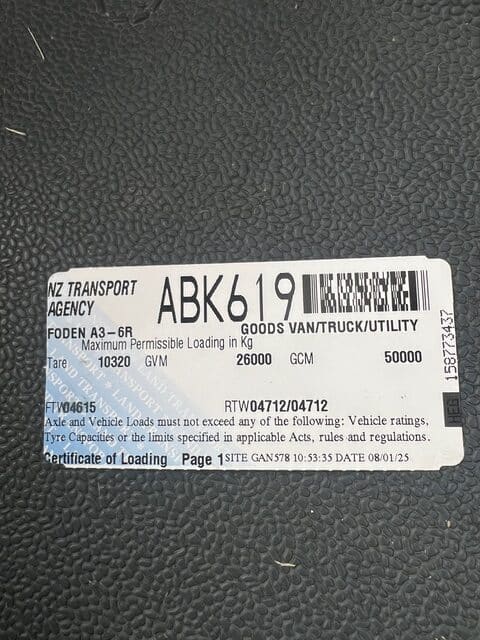 NZ TRANSPORT
AGENCY
ABK619
FODEN A3-6R
GOODS VAN/TRUCK/UTILITY
Maximum Permissible Loading in Kg
Tare 10320 GVM 26000 GCM 50000
REG 158773437
FTW04615 RTW04712/04712
Axle and Vehicle Loads must not exceed any of the following: Vehicle ratings,
Tyre Capacities or the limits specified in applicable Acts, rules and regulations.
Certificate of Loading Page 1 SITE GAN578 10:53:35 DATE 08/01/25